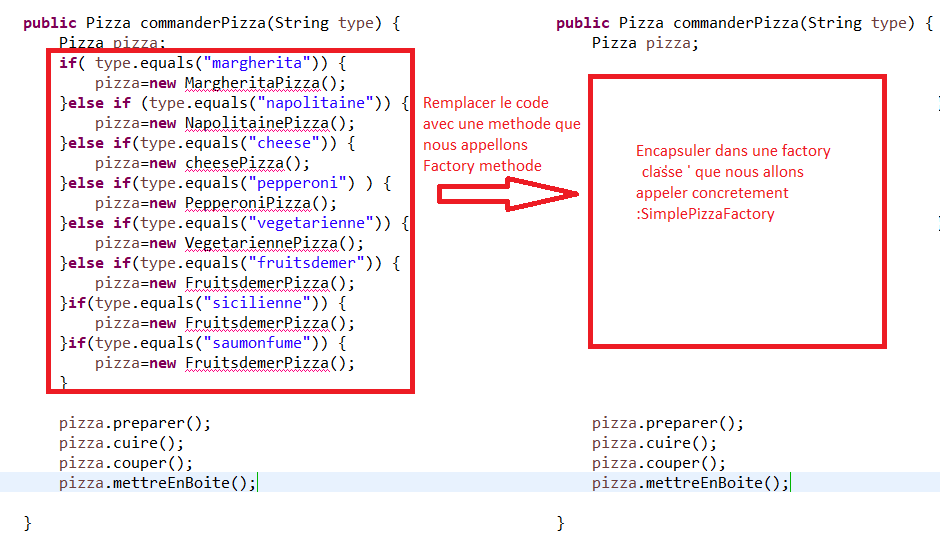 public Pizza commanderPizza(String type) {
Pizza pizza;
if( type.equals("margherita")) {
pizza=new MargheritaPizza();
}else if (type.equals("napolitaine")) {
pizza=new NapolitainePizza();
}else if(type.equals("cheese")) {
pizza=new cheesePizza();
}else if(type.equals("pepperoni") ) {
pizza=new PepperoniPizza();
}else if(type.equals("vegetarienne")) {
pizza=new VegetariennePizza();
}else if(type.equals("fruitsdemer")) {
pizza=new FruitsdemerPizza();
}if(type.equals("sicilienne")) {
pizza=new FruitsdemerPizza();
}if(type.equals("saumonfume")) {
pizza=new FruitsdemerPizza();
}
pizza.preparer();
pizza.cuire();
pizza.couper();
pizza.mettreEnBoite();
}
Remplacer le code
avec une methode que
nous appellons
Factory methode
public Pizza commanderPizza(String type) {
Pizza pizza;
Encapsuler dans une factory
classe ' que nous allons
appeler concretement
:SimplePizzaFactory
pizza.preparer();
pizza.cuire();
pizza.couper();
pizza.mettreEnBoite();
}